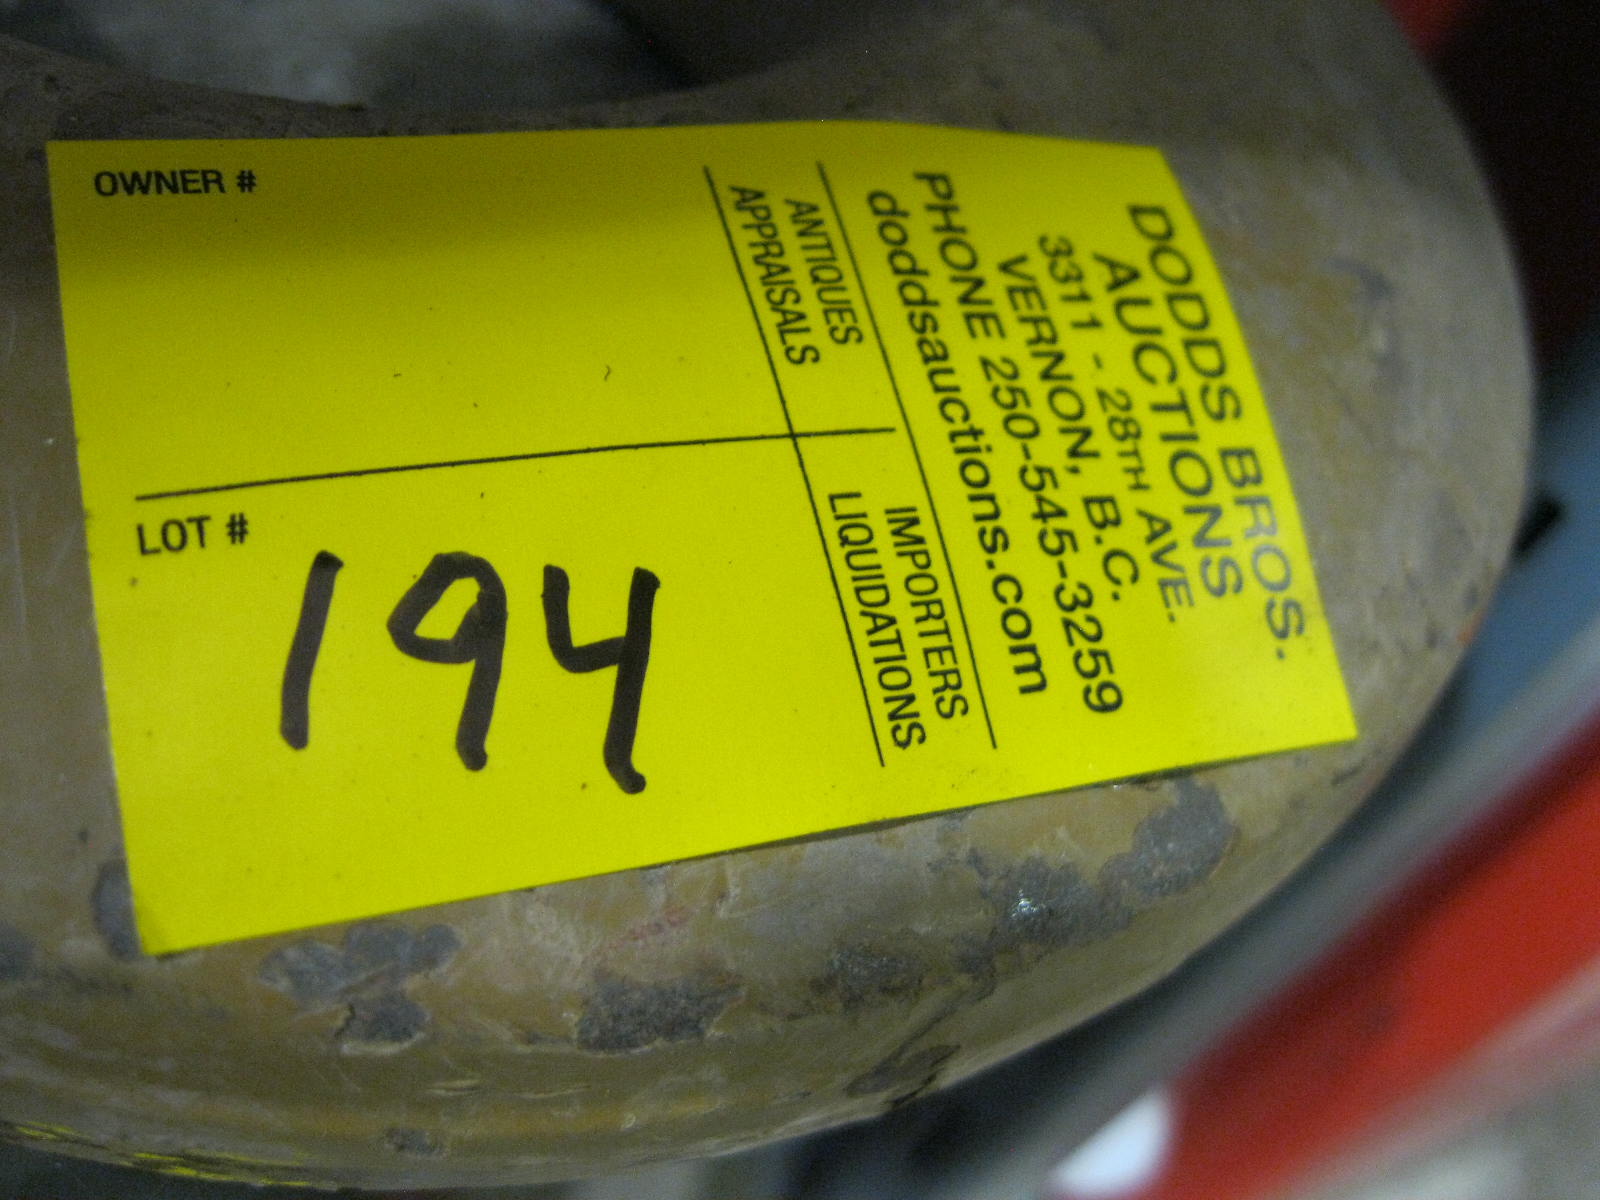 OWNER #
LOT #
194
DODDS BROS.
AUCTIONS
3311 - 28TH AVE.
VERNON, B.C.
PHONE 250-545-3259
doddsauctions.com
ANTIQUES
APPRAISALS
IMPORTERS
LIQUIDATIONS